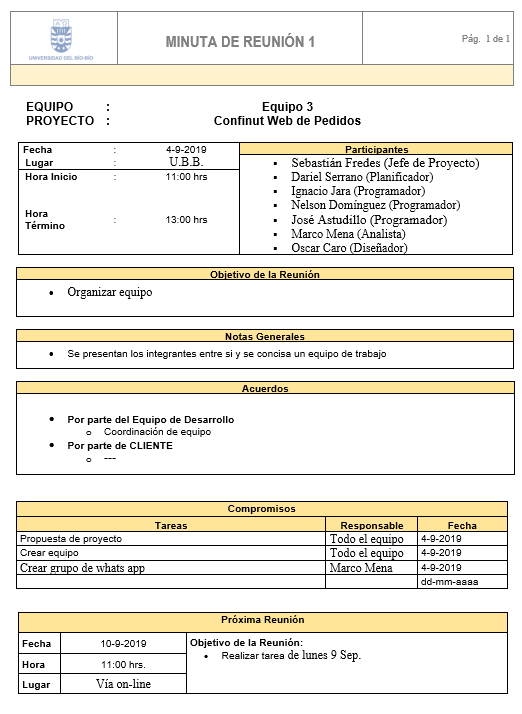 UNIVERSIDAD DEL BÍO-BÍO
MINUTA DE REUNIÓN 1
Pág. 1 de 1
EQUIPO : Equipo 3
PROYECTO : Confinut Web de Pedidos
Fecha : 4-9-2019
Lugar : U.B.B.
Hora Inicio : 11:00 hrs
Hora Término : 13:00 hrs
Participantes
Sebastián Fredes (Jefe de Proyecto)
Dariel Serrano (Planificador)
Ignacio Jara (Programador)
Nelson Domínguez (Programador)
José Astudillo (Programador)
Marco Mena (Analista)
Oscar Caro (Diseñador)
Objetivo de la Reunión
Organizar equipo
Notas Generales
Se presentan los integrantes entre si y se concisa un equipo de trabajo
Acuerdos
Por parte del Equipo de Desarrollo
Coordinación de equipo
Por parte de CLIENTE
---
Compromisos
Tareas Responsable Fecha
Propuesta de proyecto Todo el equipo 4-9-2019
Crear equipo Todo el equipo 4-9-2019
Crear grupo de whats app Marco Mena 4-9-2019
dd-mm-aaaa
Próxima Reunión
Fecha 10-9-2019
Hora 11:00 hrs.
Lugar Vía on-line
Objetivo de la Reunión:
Realizar tarea de lunes 9 Sep.